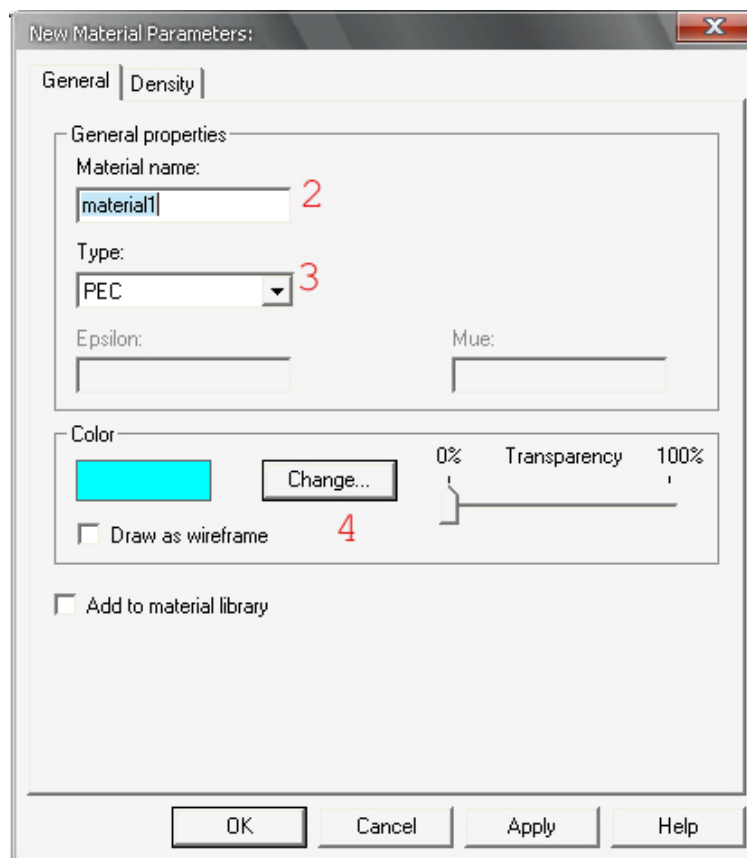 New Material Parameters:
General Density
General properties
Material name:
material1 2
Type:
PEC 3
Epsilon: Mue:
Color
0% Transparency 100%
Change...
Draw as wireframe 4
Add to material library
OK Cancel Apply Help